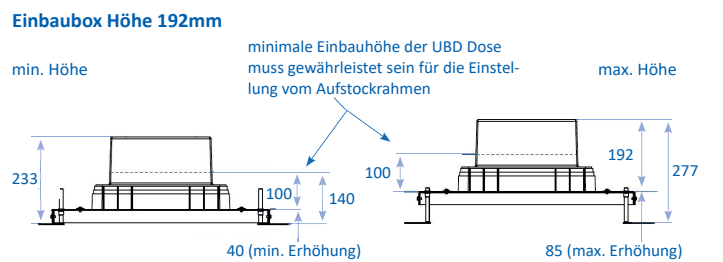 Einbaubox Höhe 192mm
minimale Einbauhöhe der UBD Dose
muss gewährleistet sein für die Einstel-
lung vom Aufstockrahmen
min. Höhe
max. Höhe
233
100
140
40 (min. Erhöhung)
100
192
277
85 (max. Erhöhung)